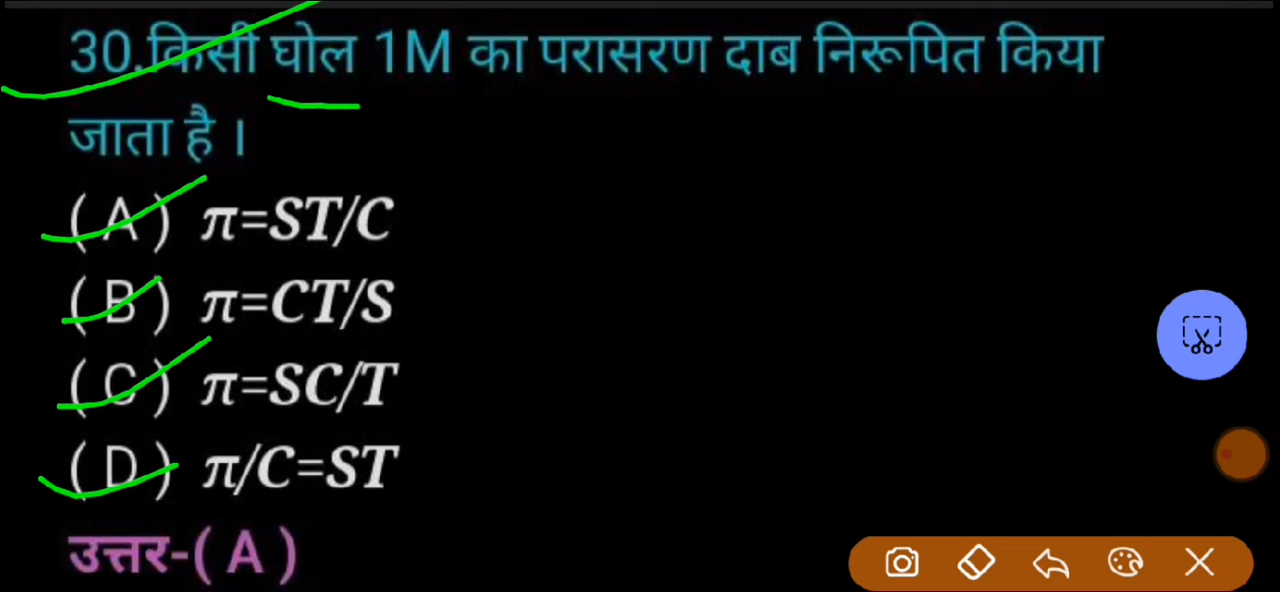 30.किसी घोल 1M का परासरण दाब निरूपित किया
जाता है ।
( A ) π=ST/C
( B ) π=CT/S
( C ) π=SC/T
( D ) π/C=ST
उत्तर-( A )